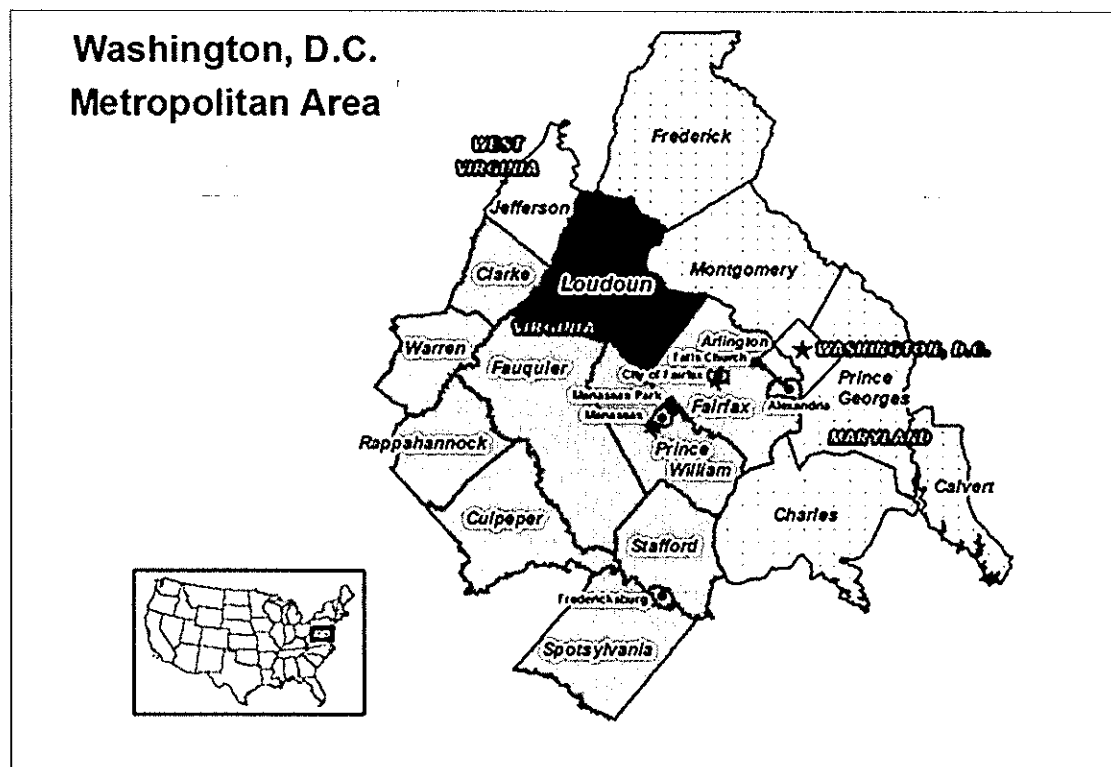 Washington, D.C.
Metropolitan Area
Frederick
WEST
VIRGINIA
Jefferson
Montgomery
Clarke
Loudoun
VIRGINIA
Arlington
WASHINGTON, D.C.
Warren
Falls Church
Fauquier
City of Fairfax
Prince
Georges
Manassas Park
Fairfax
Alexandria
Manassas
MARYLAND
Rappahannock
Prince
William
Calvert
Culpeper
Charles
Stafford
Fredericksburg
Spotsylvania